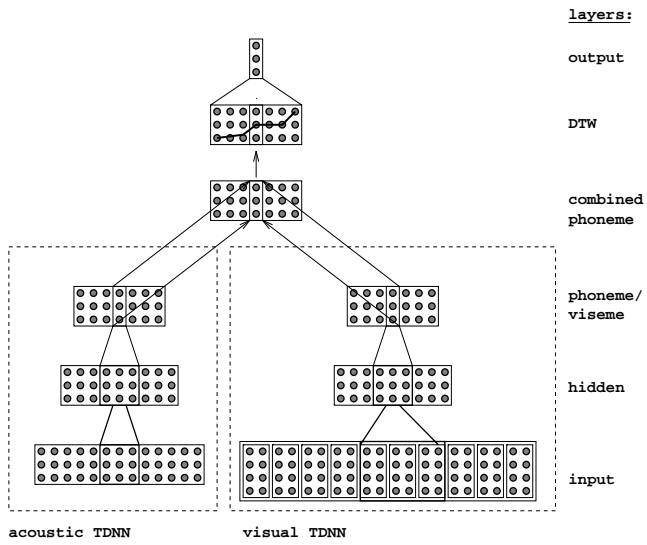 layers:
output
DTW
combined
phoneme
phoneme/
viseme
hidden
input
acoustic TDNN
visual TDNN